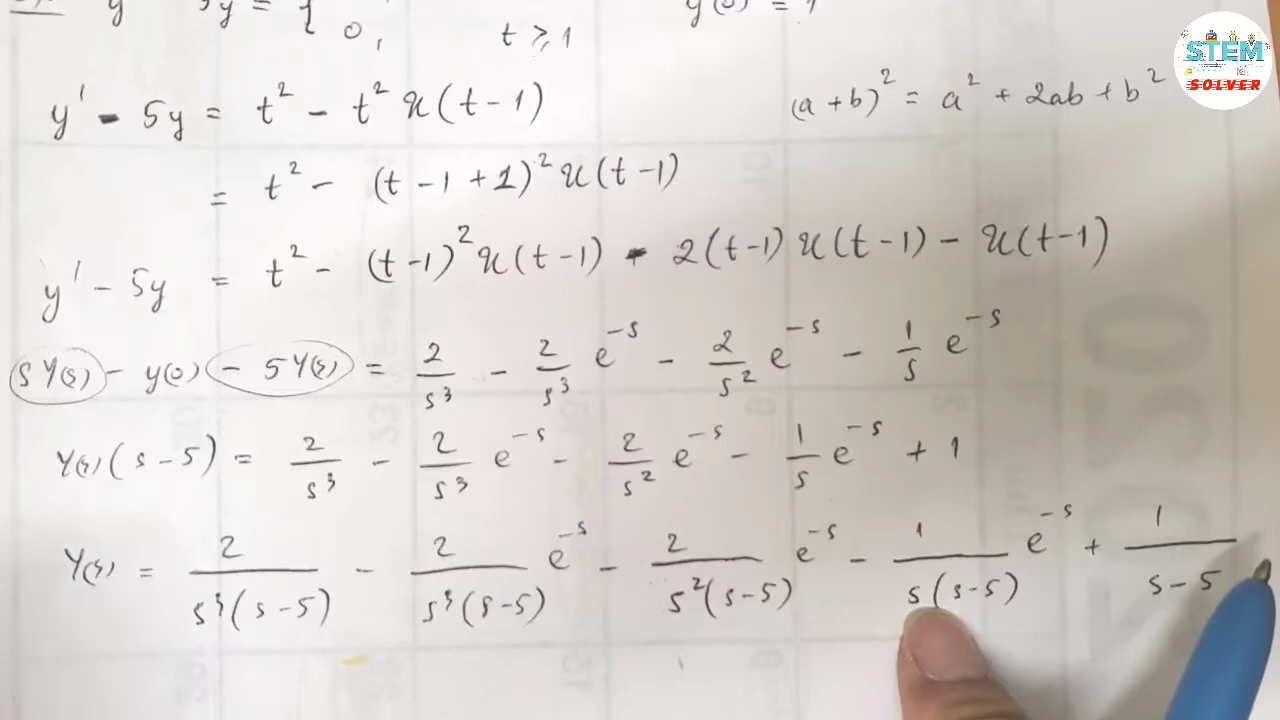 y' - 5y = {
0, t ≥ 1 y(0) = 1
STEM
SOLVER
y' - 5y = t² - t² u(t-1) (a+b)² = a² + 2ab + b²
= t² - (t-1+1)² u(t-1)
y' - 5y = t² - (t-1)² u(t-1) - 2(t-1) u(t-1) - u(t-1)
sY(s) - y(0) - 5Y(s) = 2/s³ - 2/s³ e^-s - 2/s² e^-s - 1/s e^-s
Y(s)(s-5) = 2/s³ - 2/s³ e^-s - 2/s² e^-s - 1/s e^-s + 1
Y(s) = 2/s³(s-5) - 2/s³(s-5) e^-s - 2/s²(s-5) e^-s - 1/s(s-5) e^-s + 1/s-5